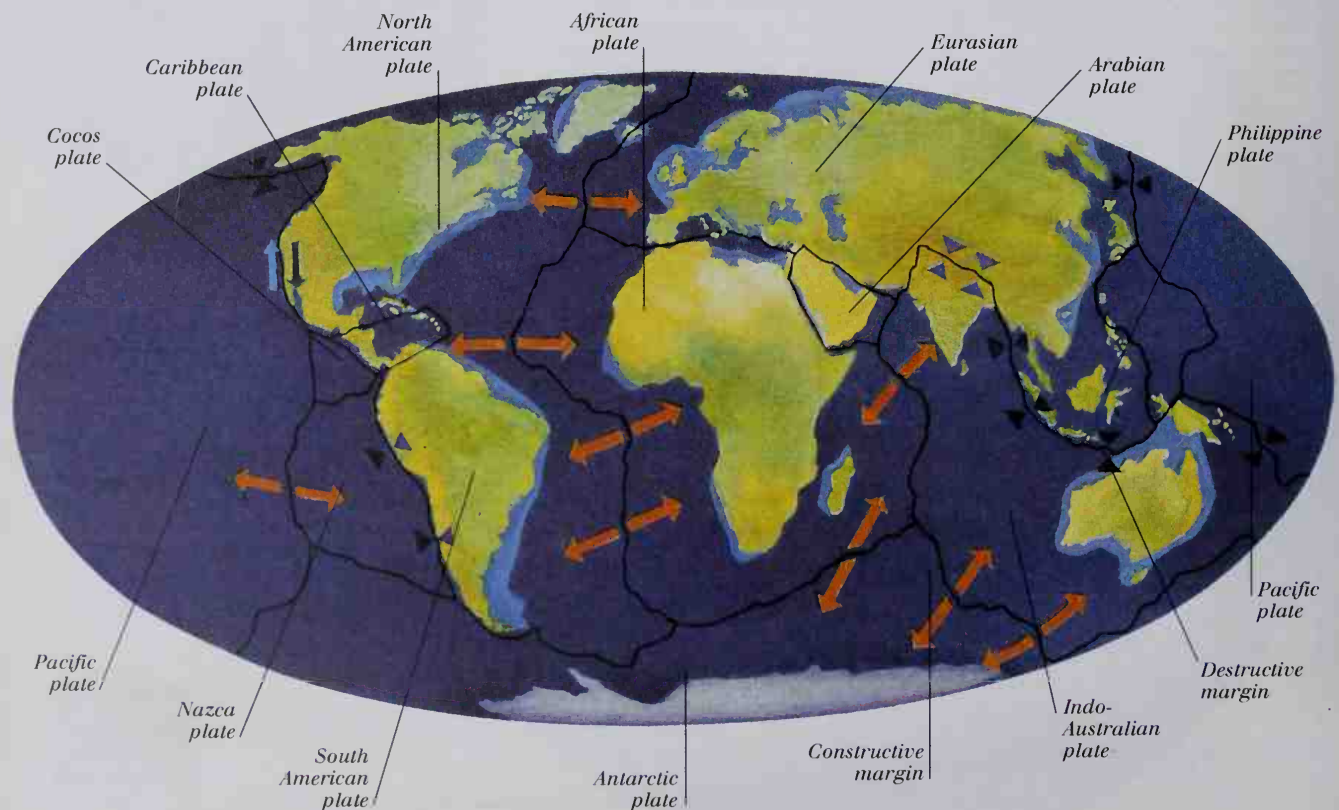 North
American
plate
African
plate
Eurasian
plate
Arabian
plate
Caribbean
plate
Cocos
plate
Philippine
plate
Pacific
plate
Nazca
plate
South
American
plate
Antarctic
plate
Constructive
margin
Indo-
Australian
plate
Destructive
margin
Pacific
plate